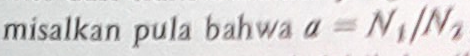 misalkan pula bahwa a = N₁/N₂